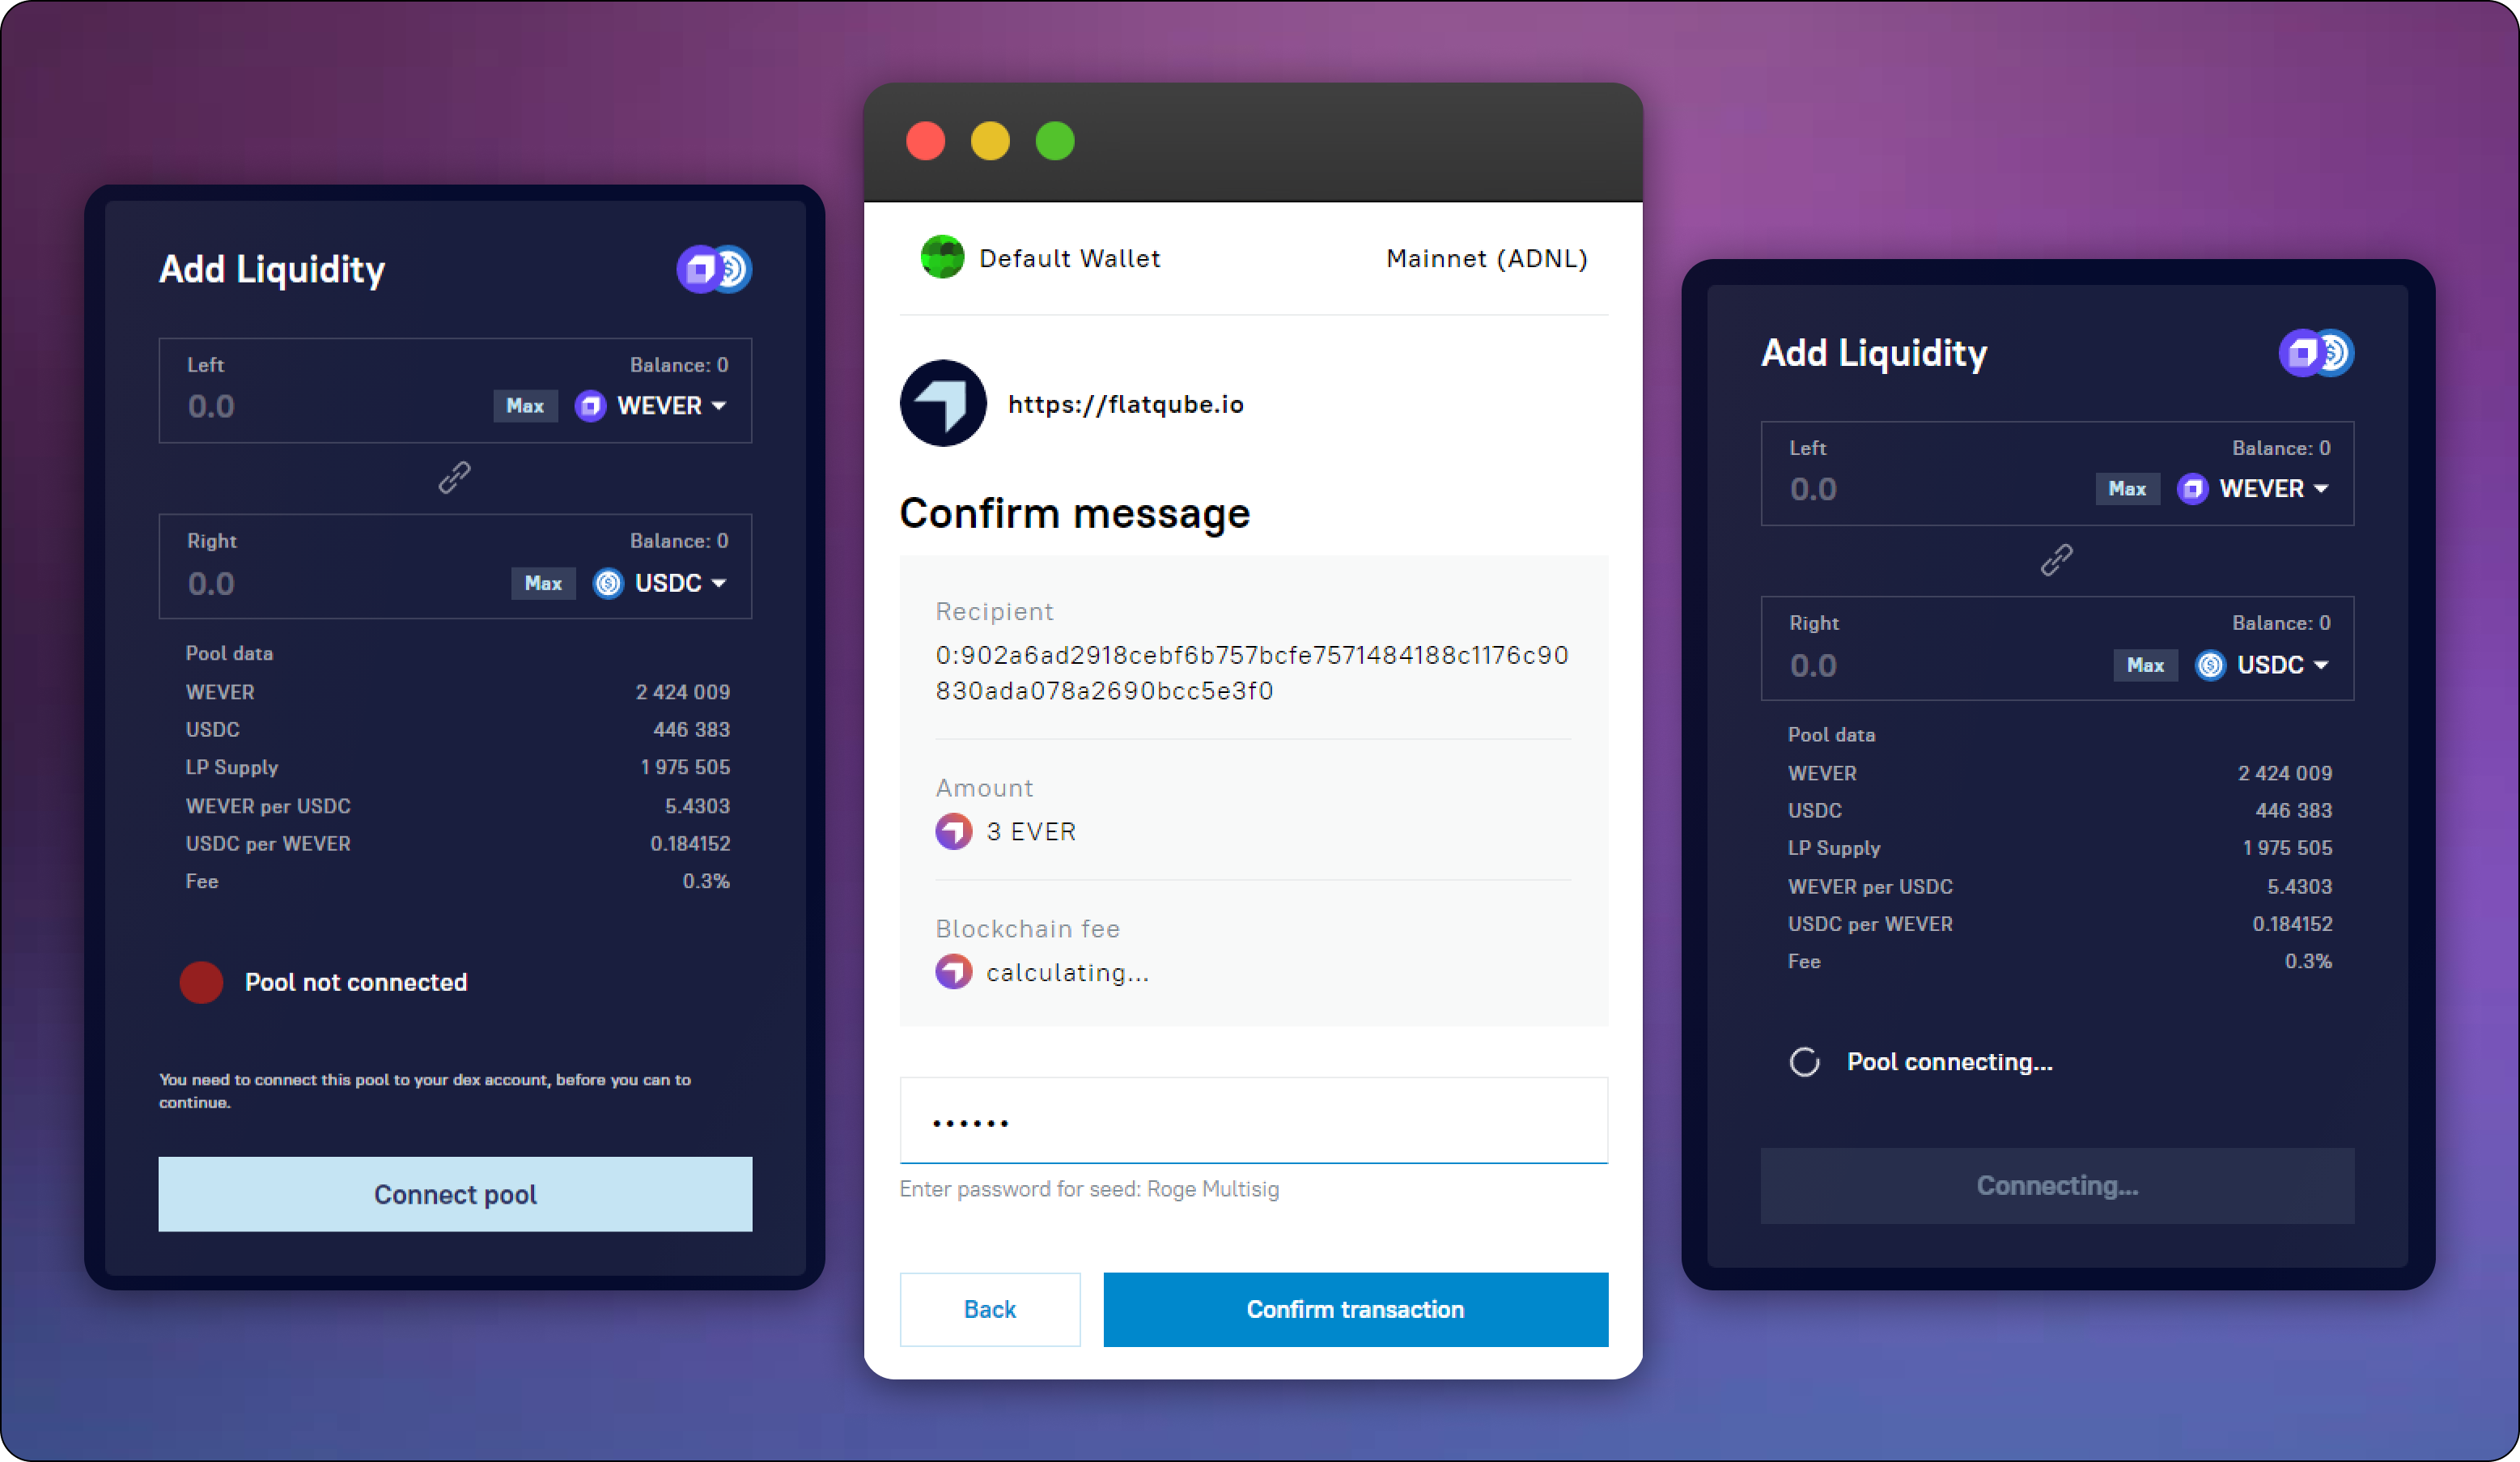 Add Liquidity
Left
Balance: 0
0.0
Max
WEVER
Right
Balance: 0
0.0
Max
USDC
Pool data
WEVER 2 424 009
USDC 446 383
LP Supply 1 975 505
WEVER per USDC 5.4303
USDC per WEVER 0.184152
Fee 0.3%
Pool not connected
You need to connect this pool to your dex account, before you can to
continue.
Connect pool
Default Wallet
Mainnet (ADNL)
https://flatqube.io
Confirm message
Recipient
0:902a6ad2918cebf6b757bcfe7571484188c1176c90
830ada078a2690bcc5e3f0
Amount
3 EVER
Blockchain fee
calculating...
••••••
Enter password for seed: Roge Multisig
Back
Confirm transaction
Add Liquidity
Left
Balance: 0
0.0
Max
WEVER
Right
Balance: 0
0.0
Max
USDC
Pool data
WEVER 2 424 009
USDC 446 383
LP Supply 1 975 505
WEVER per USDC 5.4303
USDC per WEVER 0.184152
Fee 0.3%
Pool connecting...
Connecting...